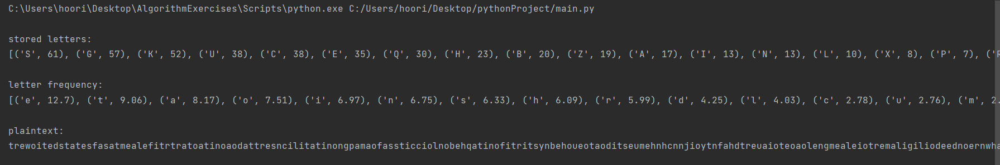 C:\Users\hoori\Desktop\AlgorithmExercises\Scripts\python.exe C:/Users/hoori/Desktop/pythonProject/main.py
stored letters:
[('S', 61), ('G', 57), ('K', 52), ('U', 38), ('C', 38), ('E', 35), ('Q', 30), ('H', 23), ('B', 20), ('Z', 19), ('A', 17), ('I', 13), ('N', 13), ('L', 10), ('X', 8), ('P', 7), ('R
letter frequency:
[('e', 12.7), ('t', 9.06), ('a', 8.17), ('o', 7.51), ('i', 6.97), ('n', 6.75), ('s', 6.33), ('h', 6.09), ('r', 5.99), ('d', 4.25), ('l', 4.03), ('c', 2.78), ('u', 2.76), ('m', 2.
plaintext:
trewoitedstatesfasatmealefitrtratoatinoaodattresncilitatinongpamaofassticciolnobehqatinofitritsynbehoueotaoditseumehnhcnnjioytnfahdtreuaioteoaolengmealeiotremaligiliodeednoernwha